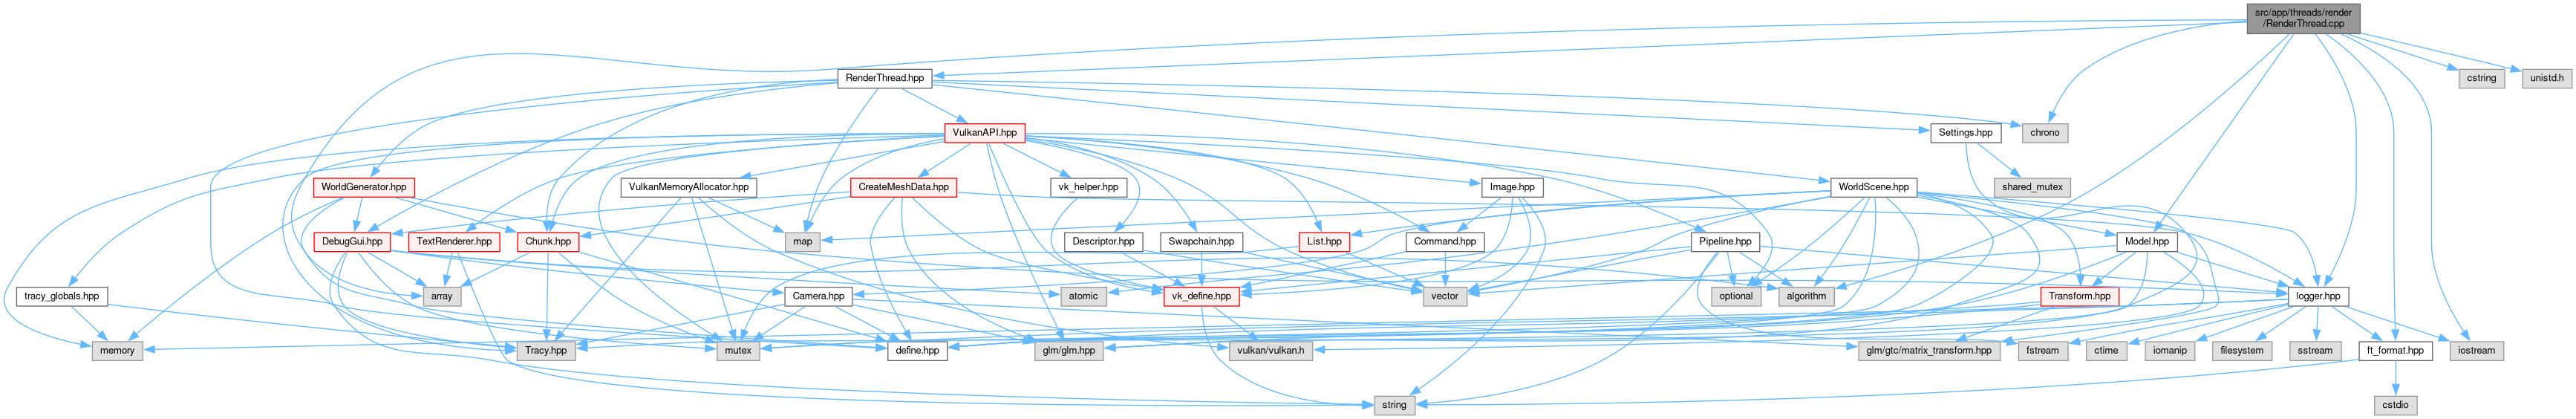 src/app/threads/render
/RenderThread.cpp
RenderThread.hpp
cstring
unistd.h
VulkanAPI.hpp
Settings.hpp
chrono
WorldGenerator.hpp
VulkanMemoryAllocator.hpp
CreateMeshData.hpp
vk_helper.hpp
Image.hpp
shared_mutex
WorldScene.hpp
DebugGui.hpp
TextRenderer.hpp
Chunk.hpp
map
Descriptor.hpp
Swapchain.hpp
List.hpp
Command.hpp
Pipeline.hpp
Model.hpp
tracy_globals.hpp
array
Camera.hpp
atomic
vk_define.hpp
vector
optional
algorithm
Transform.hpp
logger.hpp
memory
Tracy.hpp
mutex
define.hpp
glm/glm.hpp
vulkan/vulkan.h
glm/gtc/matrix_transform.hpp
fstream
ctime
iomanip
filesystem
sstream
ft_format.hpp
iostream
string
cstdio